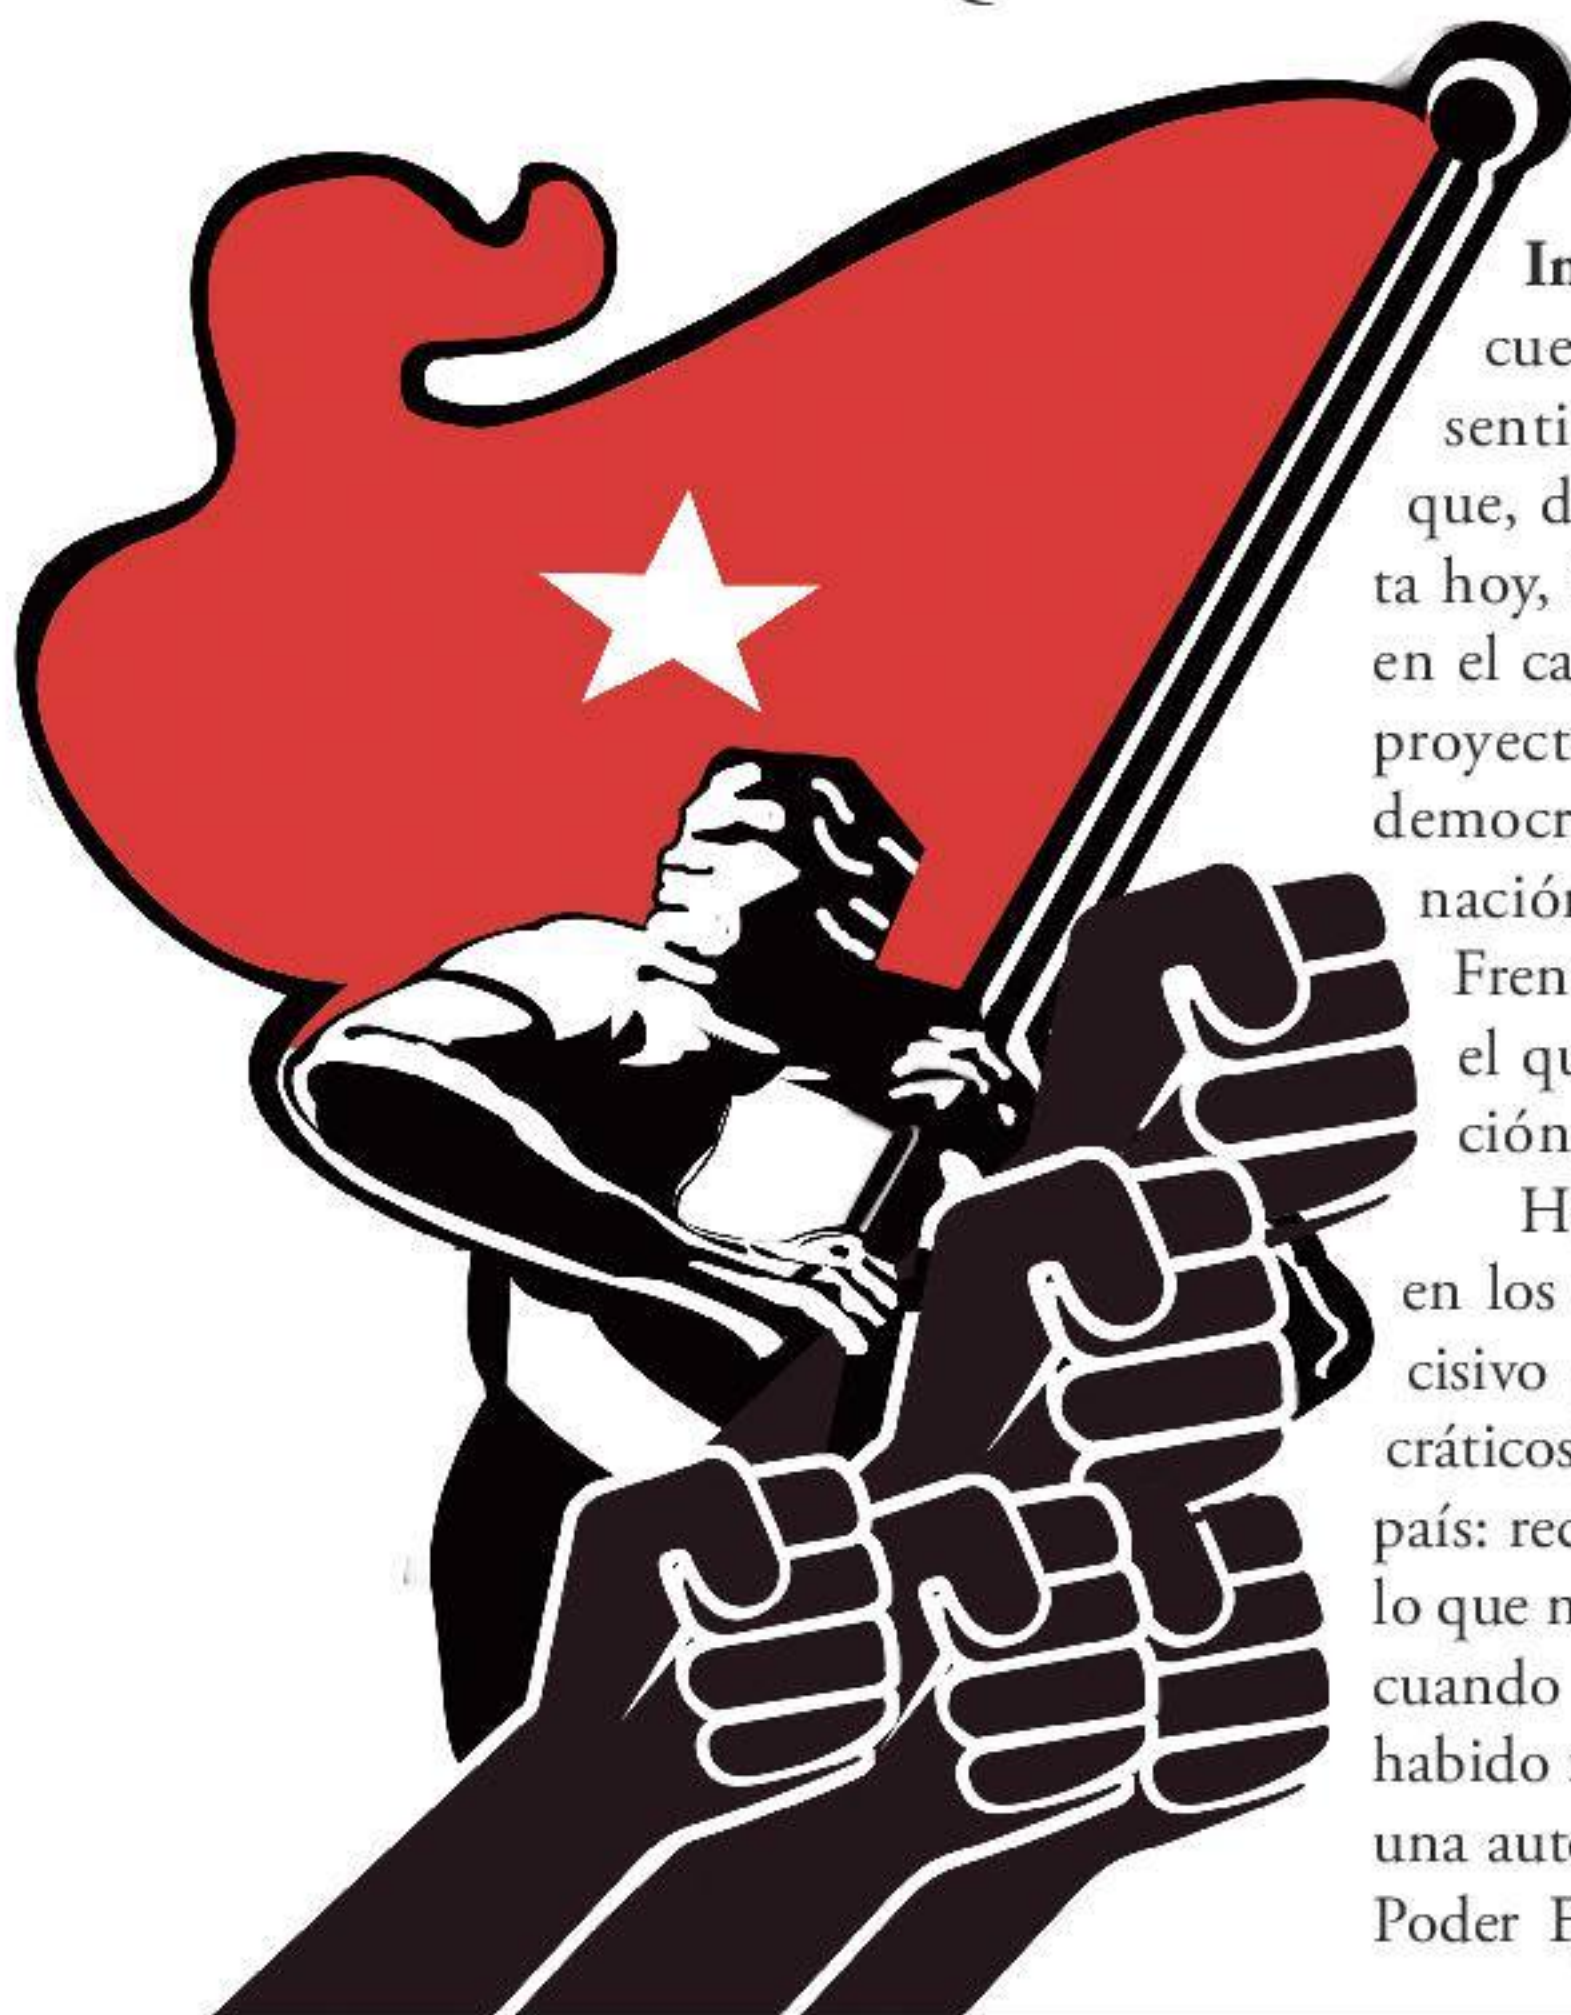 In
cue
senti
que, d
ta hoy,
en el ca
proyect
democr
nación
Fren
el qu
ción
H
en los
cisivo
cráticos
país: rec
lo que n
cuando
habido
una aut
Poder E